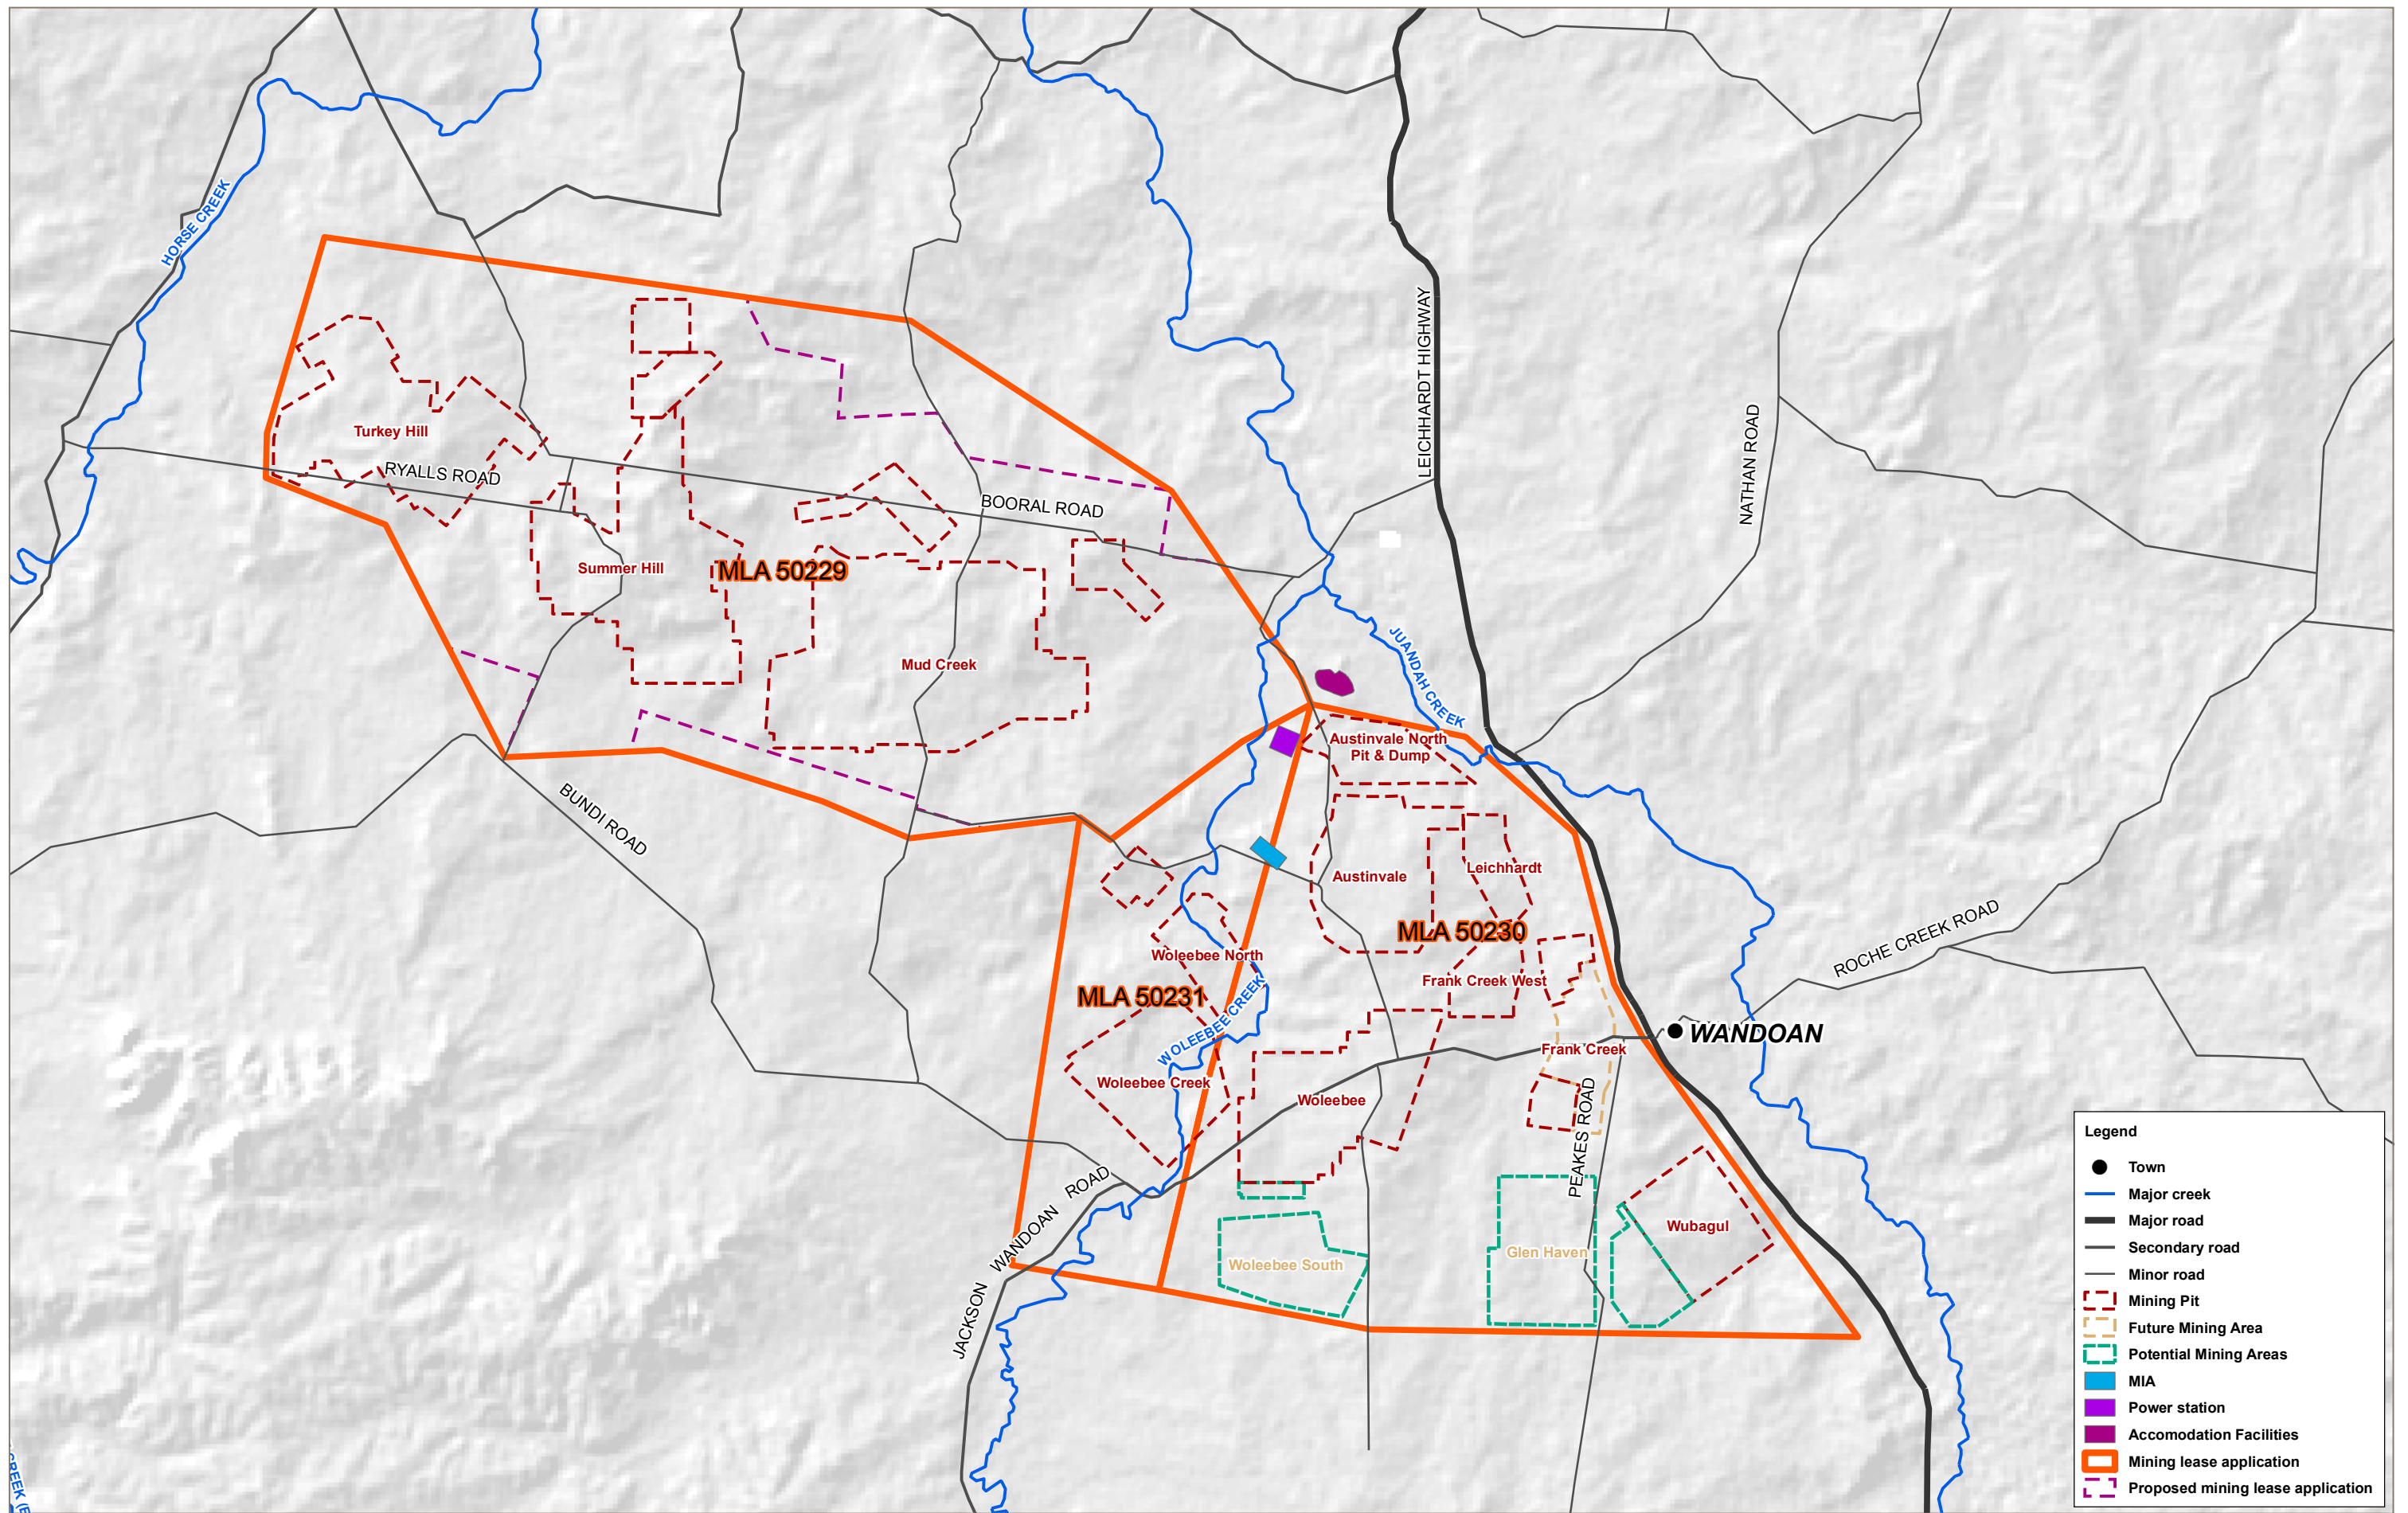 HORSE CREEK
LEICHHARDT HIGHWAY
NATHAN ROAD
Turkey Hill
RYALLS ROAD
BOORAL ROAD
Summer Hill
MLA 50229
Mud Creek
JUANDAH CREEK
Austinvale North
Pit & Dump
BUNDI ROAD
Austinvale
Leichhardt
MLA 50230
Woleebee North
Frank Creek West
MLA 50231
WOLEEBEE CREEK
ROCHE CREEK ROAD
WANDOAN
Frank Creek
Woleebee Creek
Woleebee
PEAKES ROAD
JACKSON WANDOAN ROAD
Woleebee South
Glen Haven
Wubagul
Legend
Town
Major creek
Major road
Secondary road
Minor road
Mining Pit
Future Mining Area
Potential Mining Areas
MIA
Power station
Accomodation Facilities
Mining lease application
Proposed mining lease application